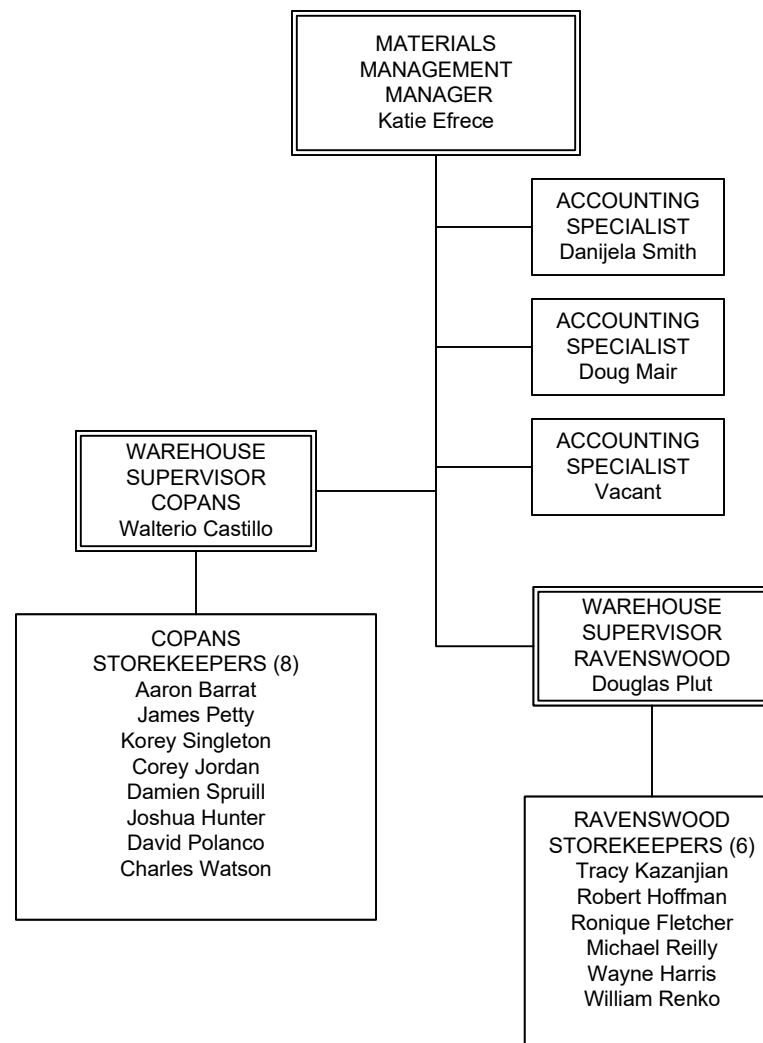 MATERIALS
MANAGEMENT
MANAGER
Katie Efrece
ACCOUNTING
SPECIALIST
Danijela Smith
ACCOUNTING
SPECIALIST
Doug Mair
ACCOUNTING
SPECIALIST
Vacant
WAREHOUSE
SUPERVISOR
COPANS
Walterio Castillo
COPANS
STOREKEEPERS (8)
Aaron Barrat
James Petty
Korey Singleton
Corey Jordan
Damien Spruill
Joshua Hunter
David Polanco
Charles Watson
WAREHOUSE
SUPERVISOR
RAVENSWOOD
Douglas Plut
RAVENSWOOD
STOREKEEPERS (6)
Tracy Kazanjian
Robert Hoffman
Ronique Fletcher
Michael Reilly
Wayne Harris
William Renko